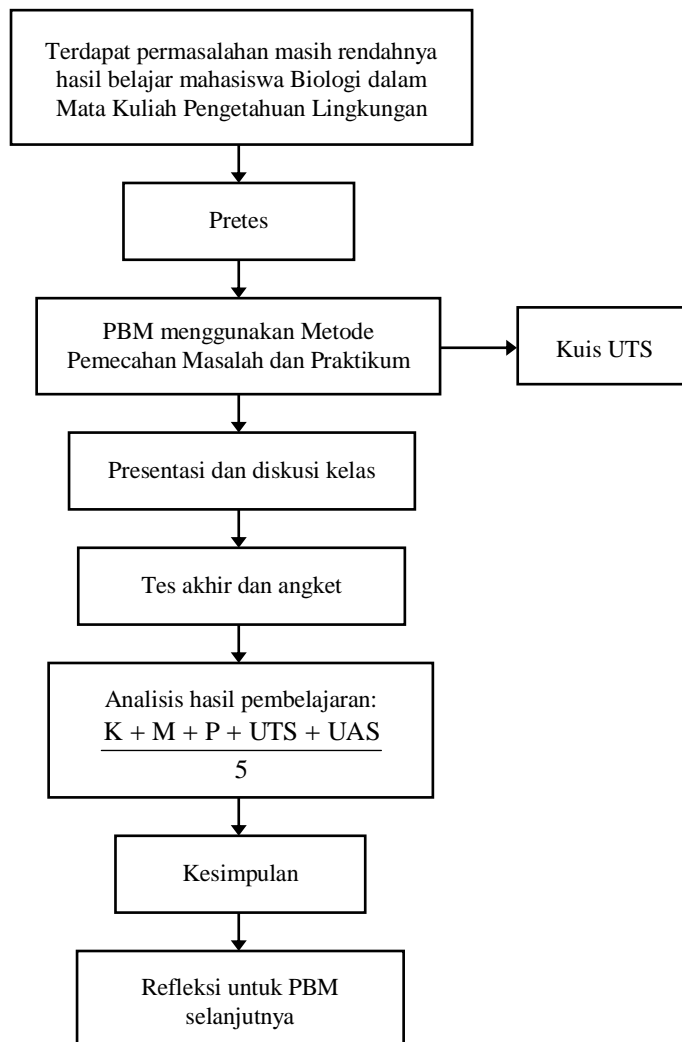 Terdapat permasalahan masih rendahnya
hasil belajar mahasiswa Biologi dalam
Mata Kuliah Pengetahuan Lingkungan
Pretes
PBM menggunakan Metode
Pemecahan Masalah dan Praktikum
Kuis UTS
Presentasi dan diskusi kelas
Tes akhir dan angket
Analisis hasil pembelajaran:
K + M + P + UTS + UAS
5
Kesimpulan
Refleksi untuk PBM
selanjutnya